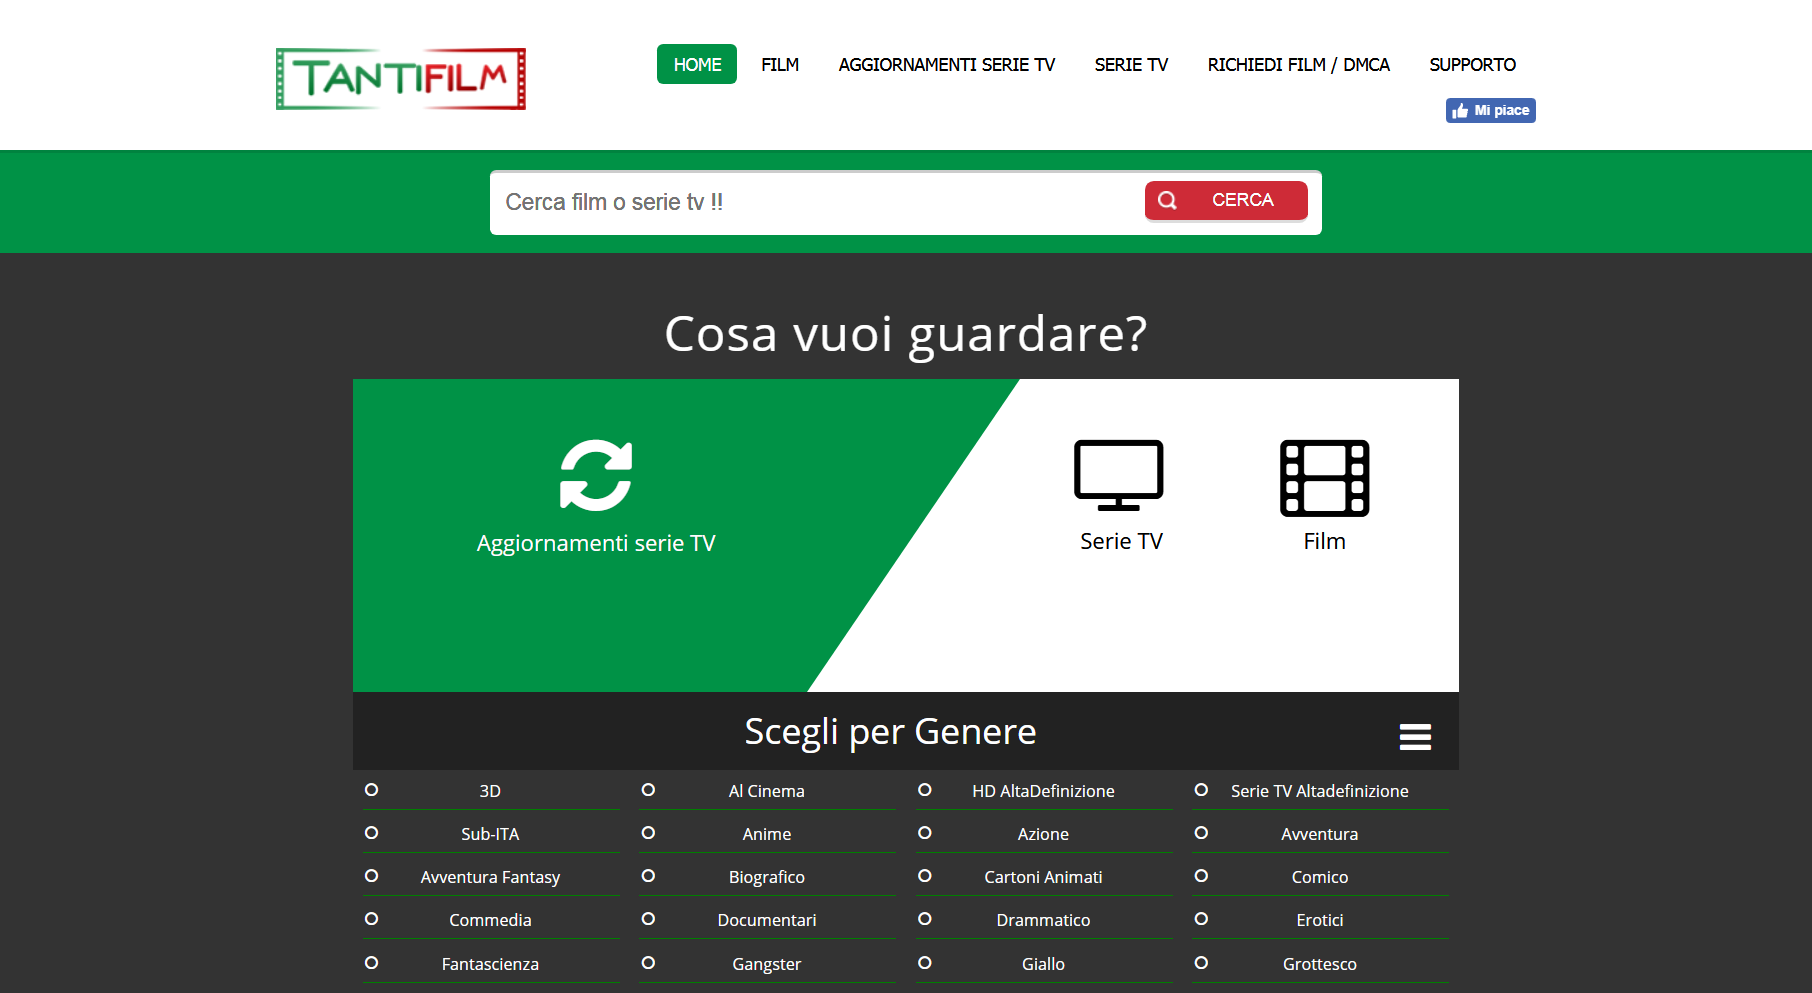 TANTIFILM
HOME FILM AGGIORNAMENTI SERIE TV SERIE TV RICHIEDI FILM / DMCA SUPPORTO
Mi piace
Cerca film o serie tv !! CERCA
Cosa vuoi guardare?
Aggiornamenti serie TV
Serie TV
Film
Scegli per Genere
3D Al Cinema HD AltaDefinizione Serie TV Altadefinizione
Sub-ITA Anime Azione Avventura
Avventura Fantasy Biografico Cartoni Animati Comico
Commedia Documentari Drammatico Erotici
Fantascienza Gangster Giallo Grottesco